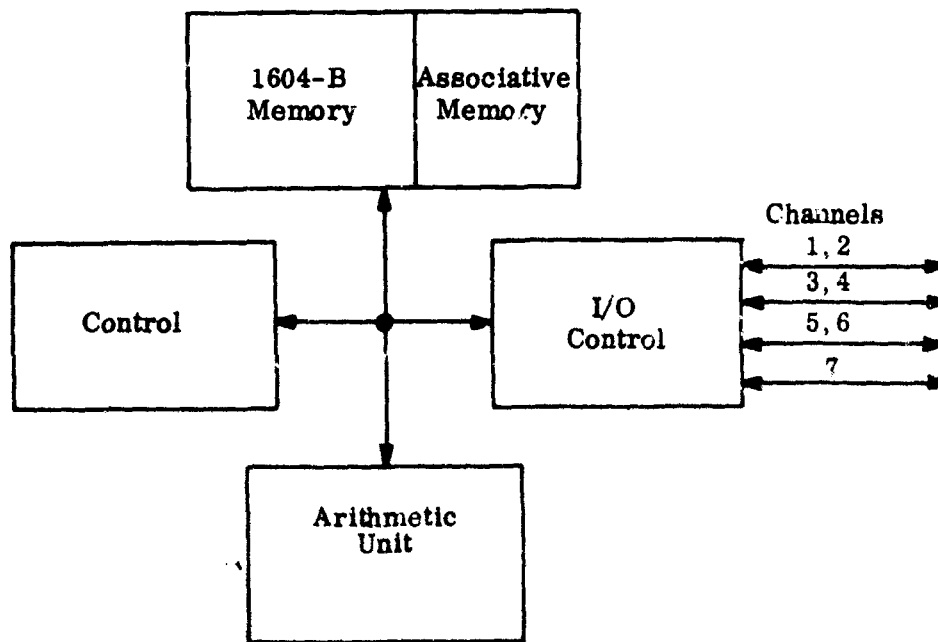 1604-B
Memory
Associative
Memory
Channels
1, 2
3, 4
5, 6
7
Control
I/O
Control
Arithmetic
Unit